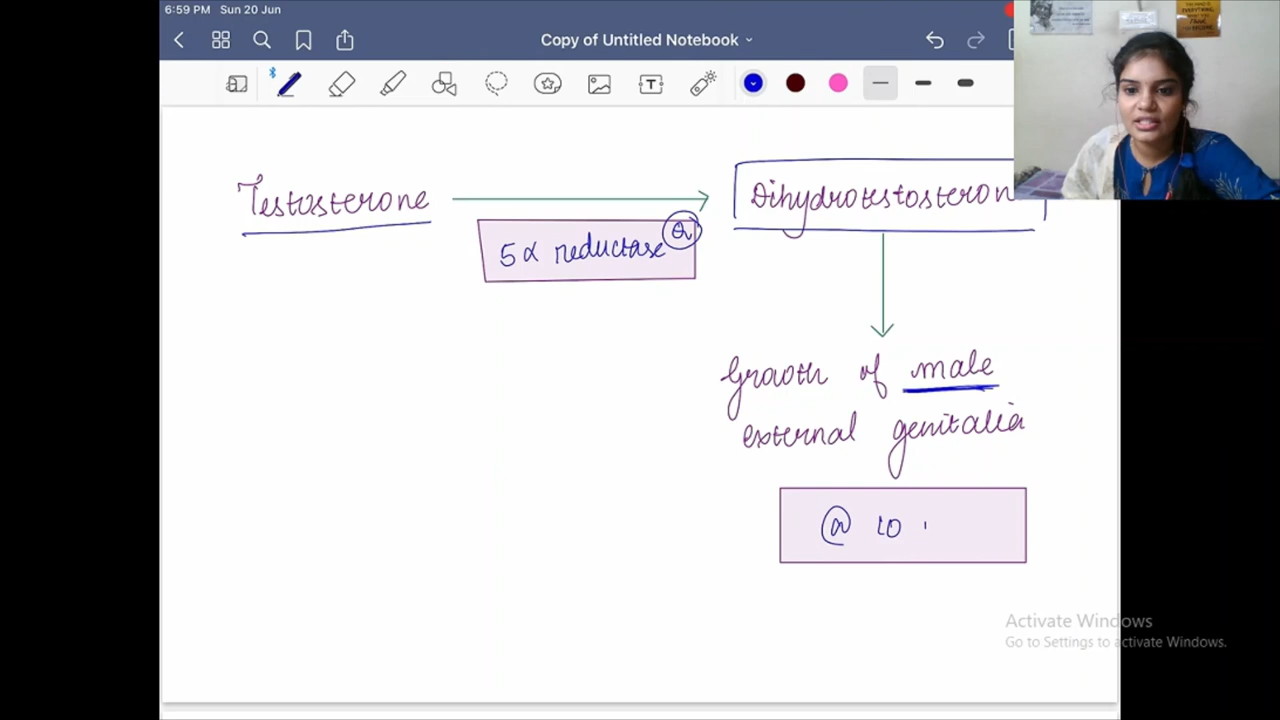 6:59 PM Sun 20 Jun
Copy of Untitled Notebook
Testosterone
Dihydrotestosteron
5α reductase
Growth of male
external genitalia
@ 10
Activate Windows
Go to Settings to activate Windows.